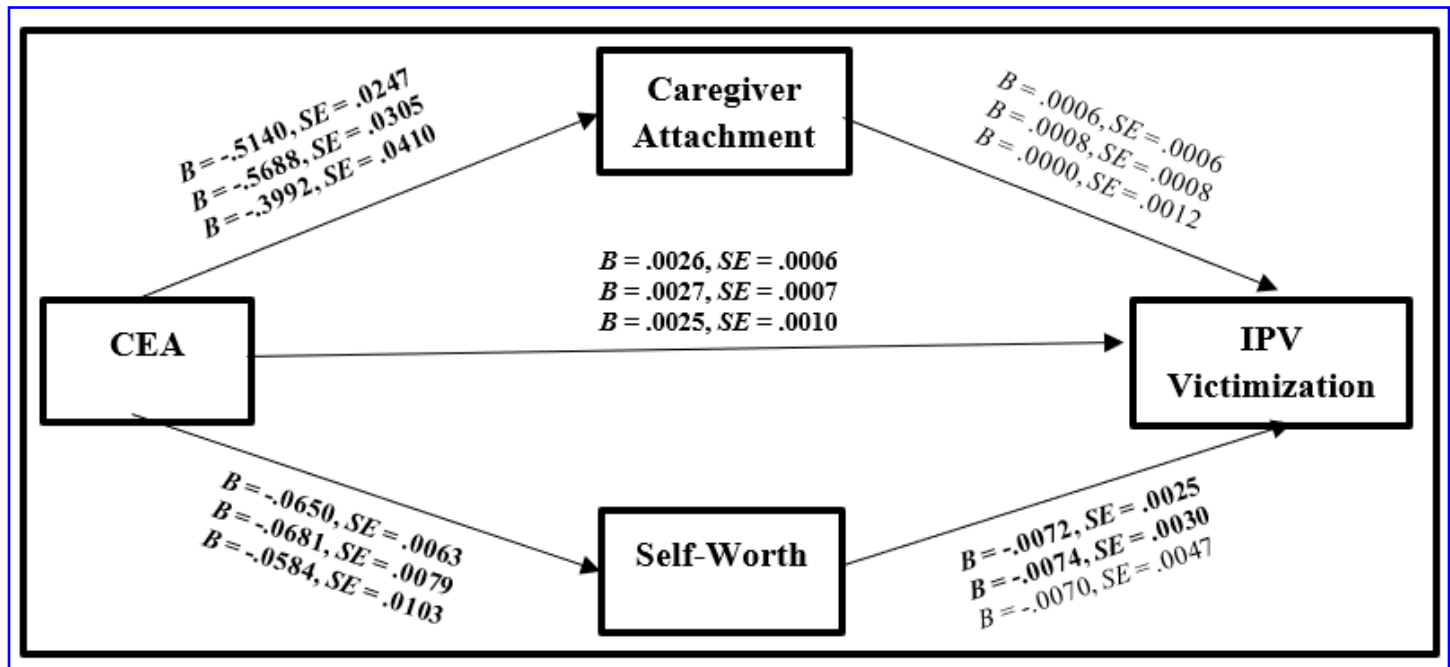 Caregiver
Attachment
B = -.5140, SE = .0247
B = -.5688, SE = .0305
B = -.3992, SE = .0410
B = .0006, SE = .0006
B = .0008, SE = .0008
B = .0000, SE = .0012
B = .0026, SE = .0006
B = .0027, SE = .0007
B = .0025, SE = .0010
CEA
IPV
Victimization
B = -.0650, SE = .0063
B = -.0681, SE = .0079
B = -.0584, SE = .0103
Self-Worth
B = -.0072, SE = .0025
B = -.0074, SE = .0030
B = -.0070, SE = .0047